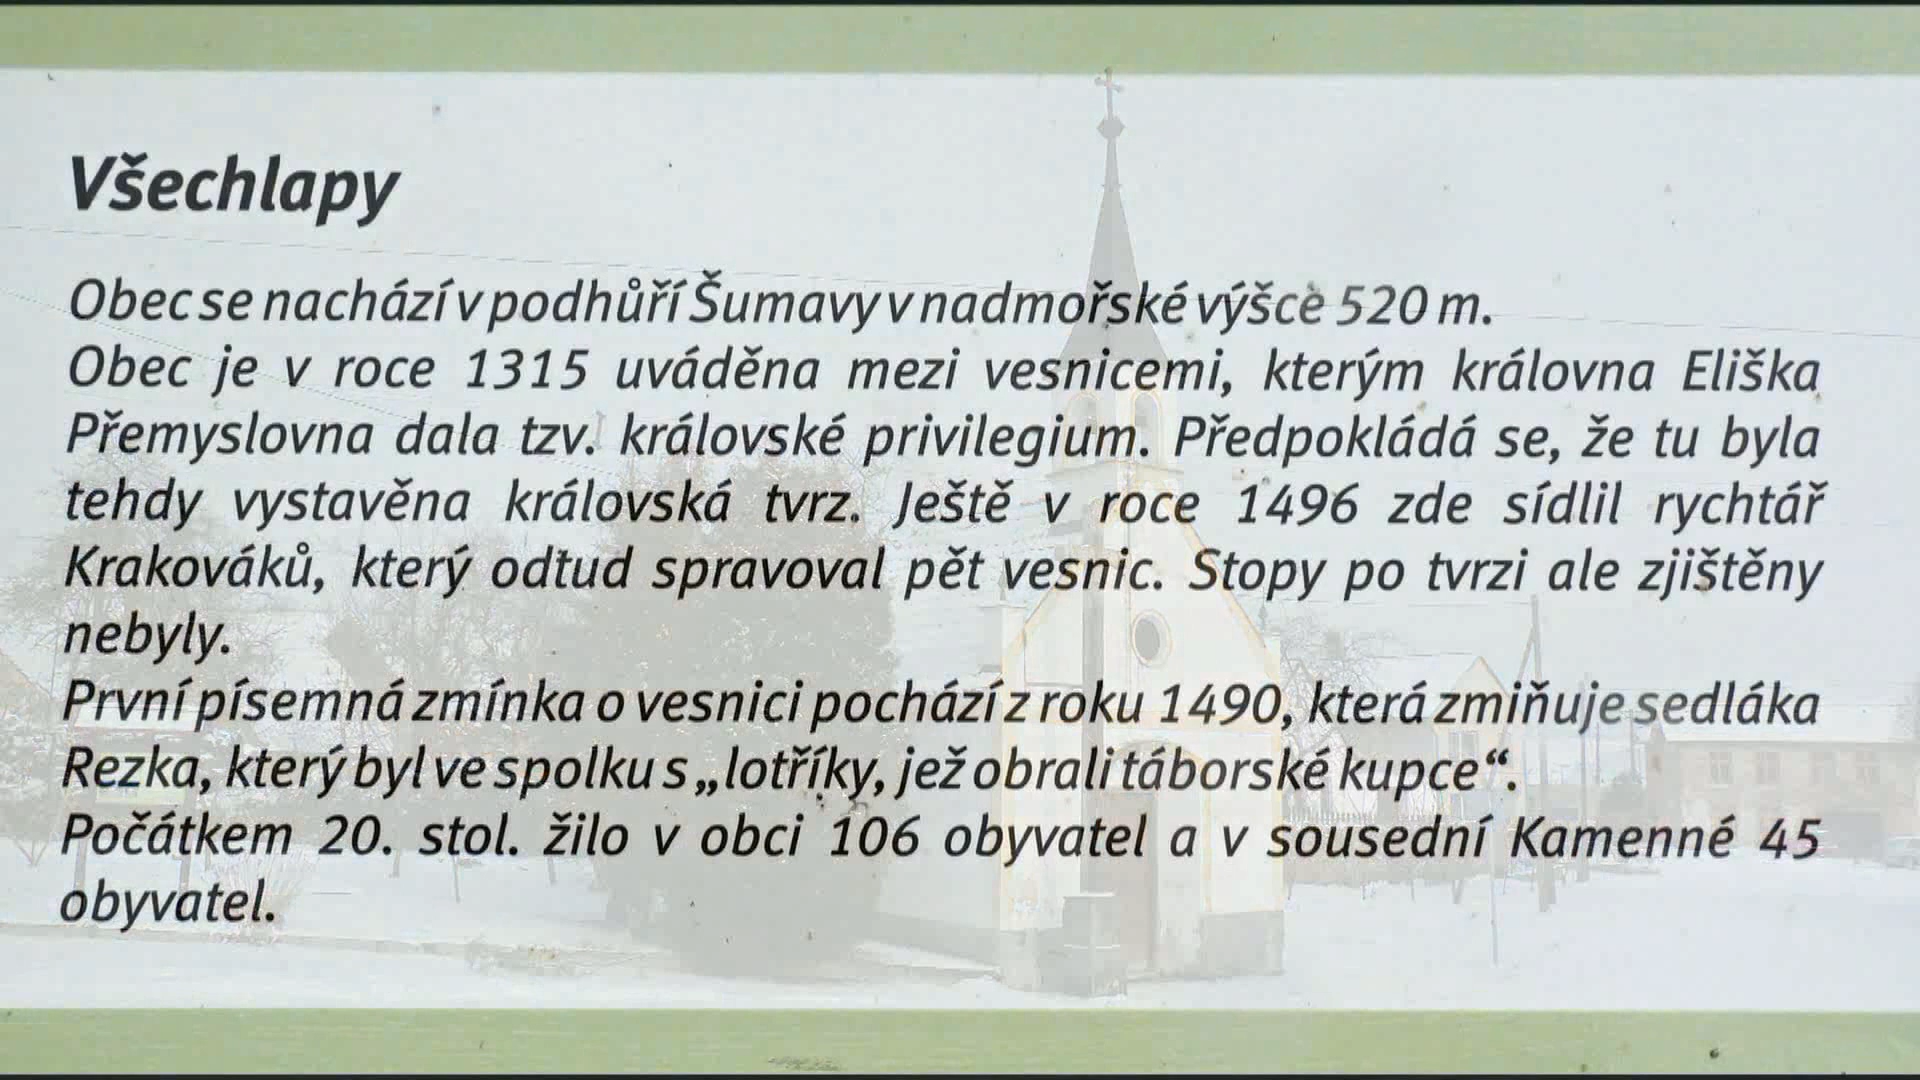 Všechlapy
Obec se nachází v podhůří Šumavy v nadmořské výšce 520 m.
Obec je v roce 1315 uváděna mezi vesnicemi, kterým královna Eliška
Přemyslovna dala tzv. královské privilegium. Předpokládá se, že tu byla
tehdy vystavěna královská tvrz. Ještě v roce 1496 zde sídlil rychtář
Krakováků, který odtud spravoval pět vesnic. Stopy po tvrzi ale zjištěny
nebyly.
První písemná zmínka o vesnici pochází z roku 1490, která zmiňuje sedláka
Rezka, který byl ve spolku s „lotříky, jež obrali táborské kupce“.
Počátkem 20. stol. žilo v obci 106 obyvatel a v sousední Kamenné 45
obyvatel.